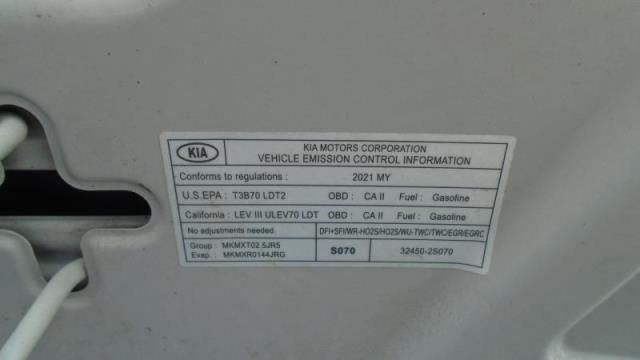 KIA
KIA MOTORS CORPORATION
VEHICLE EMISSION CONTROL INFORMATION
Conforms to regulations : 2021 MY
U.S.EPA : T3B70 LDT2 OBD : CA II Fuel : Gasoline
California : LEV III ULEV70 LDT OBD : CA II Fuel : Gasoline
No adjustments needed. DFI+SFI/WR-HO2S/HO2S/WU-TWC/TWC/EGR/EGRC
Group : MKMXT02.5JR5
Evap. : MKMXR0144JRG
S070 32450-2S070